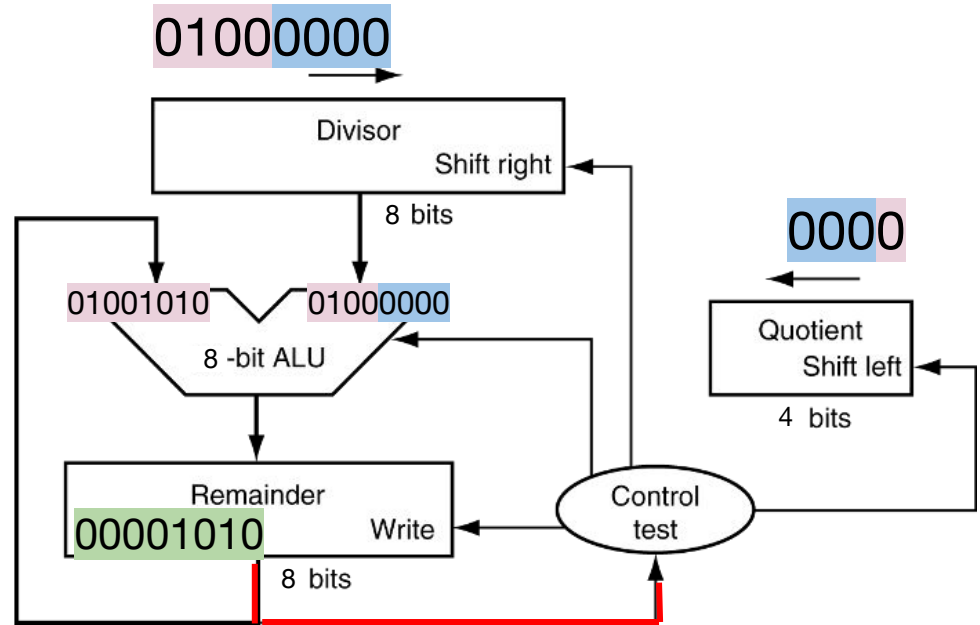 01000000
Divisor
Shift right
8 bits
0000
01001010
01000000
8 -bit ALU
Quotient
Shift left
4 bits
Remainder
00001010
Write
Control
test
8 bits